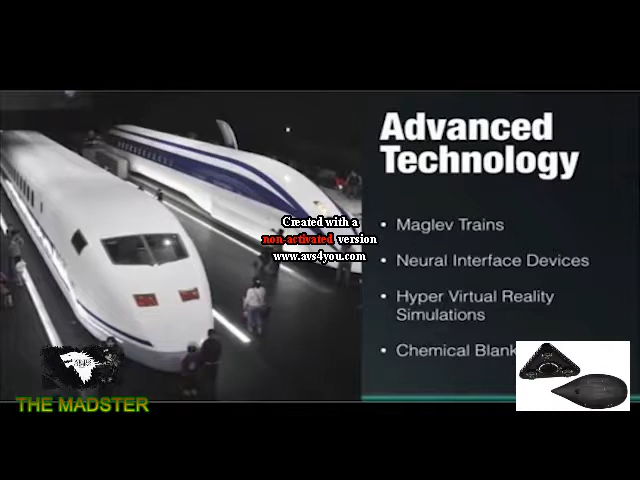 Advanced
Technology
• Maglev Trains
• Neural Interface Devices
• Hyper Virtual Reality
Simulations
• Chemical Blank
Created with a
non-activated version
www.avs4you.com
THE MADSTER